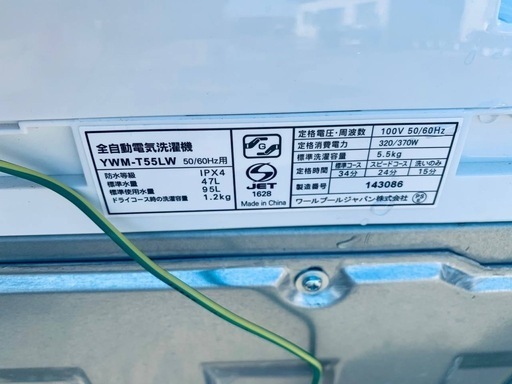 全自動電気洗濯機
YWM-T55LW 50/60Hz用
防水等級 IPX4
標準水量 47L
標準使用水量 95L
ドライコース時の洗濯容量 1.2kg
G
JET
1628
Made in China
定格電圧・周波数 100V 50/60Hz
定格消費電力 320/370W
標準洗濯容量 5.5kg
定格時間 標準コース スピードコース 洗いのみ
34分 24分 15分
製造番号 143086
ワールプールジャパン株式会社